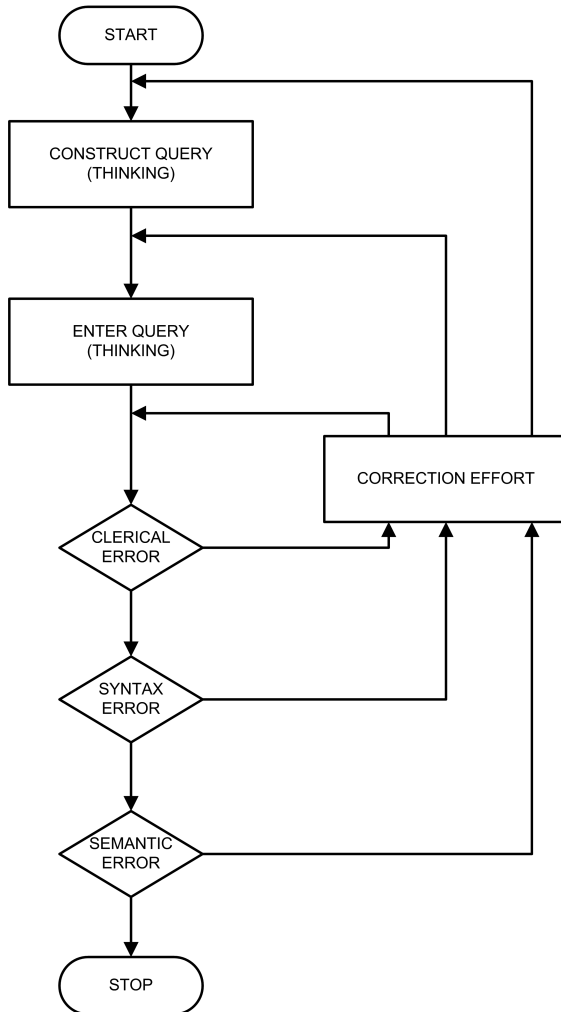 START
CONSTRUCT QUERY
(THINKING)
ENTER QUERY
(THINKING)
CORRECTION EFFORT
CLERICAL
ERROR
SYNTAX
ERROR
SEMANTIC
ERROR
STOP